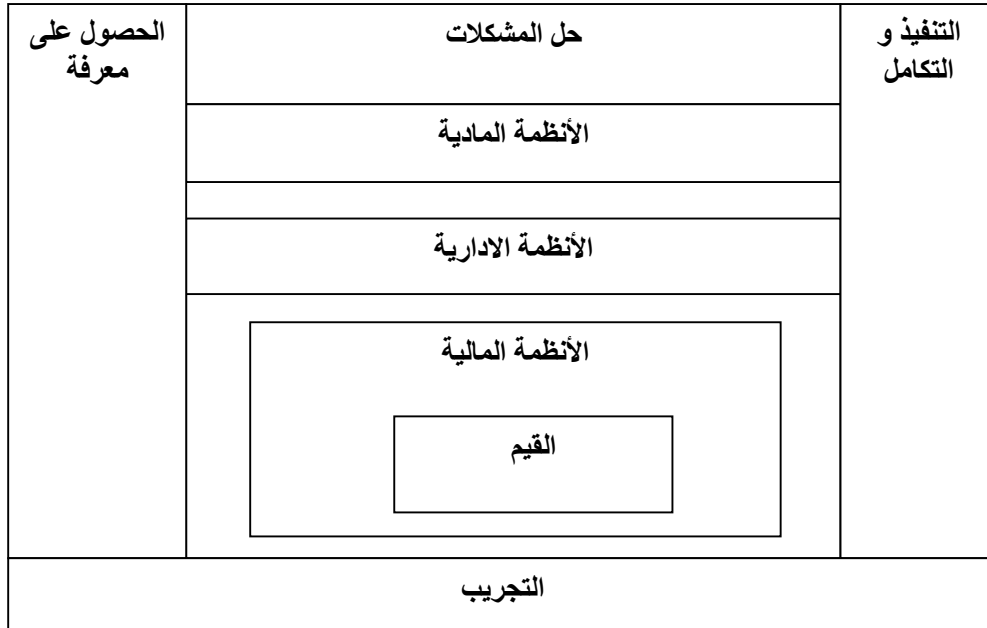 التنفيذ و
التكامل
حل المشكلات
الحصول على
معرفة
الأنظمة المادية
الأنظمة الادارية
الأنظمة المالية
القيم
التجريب